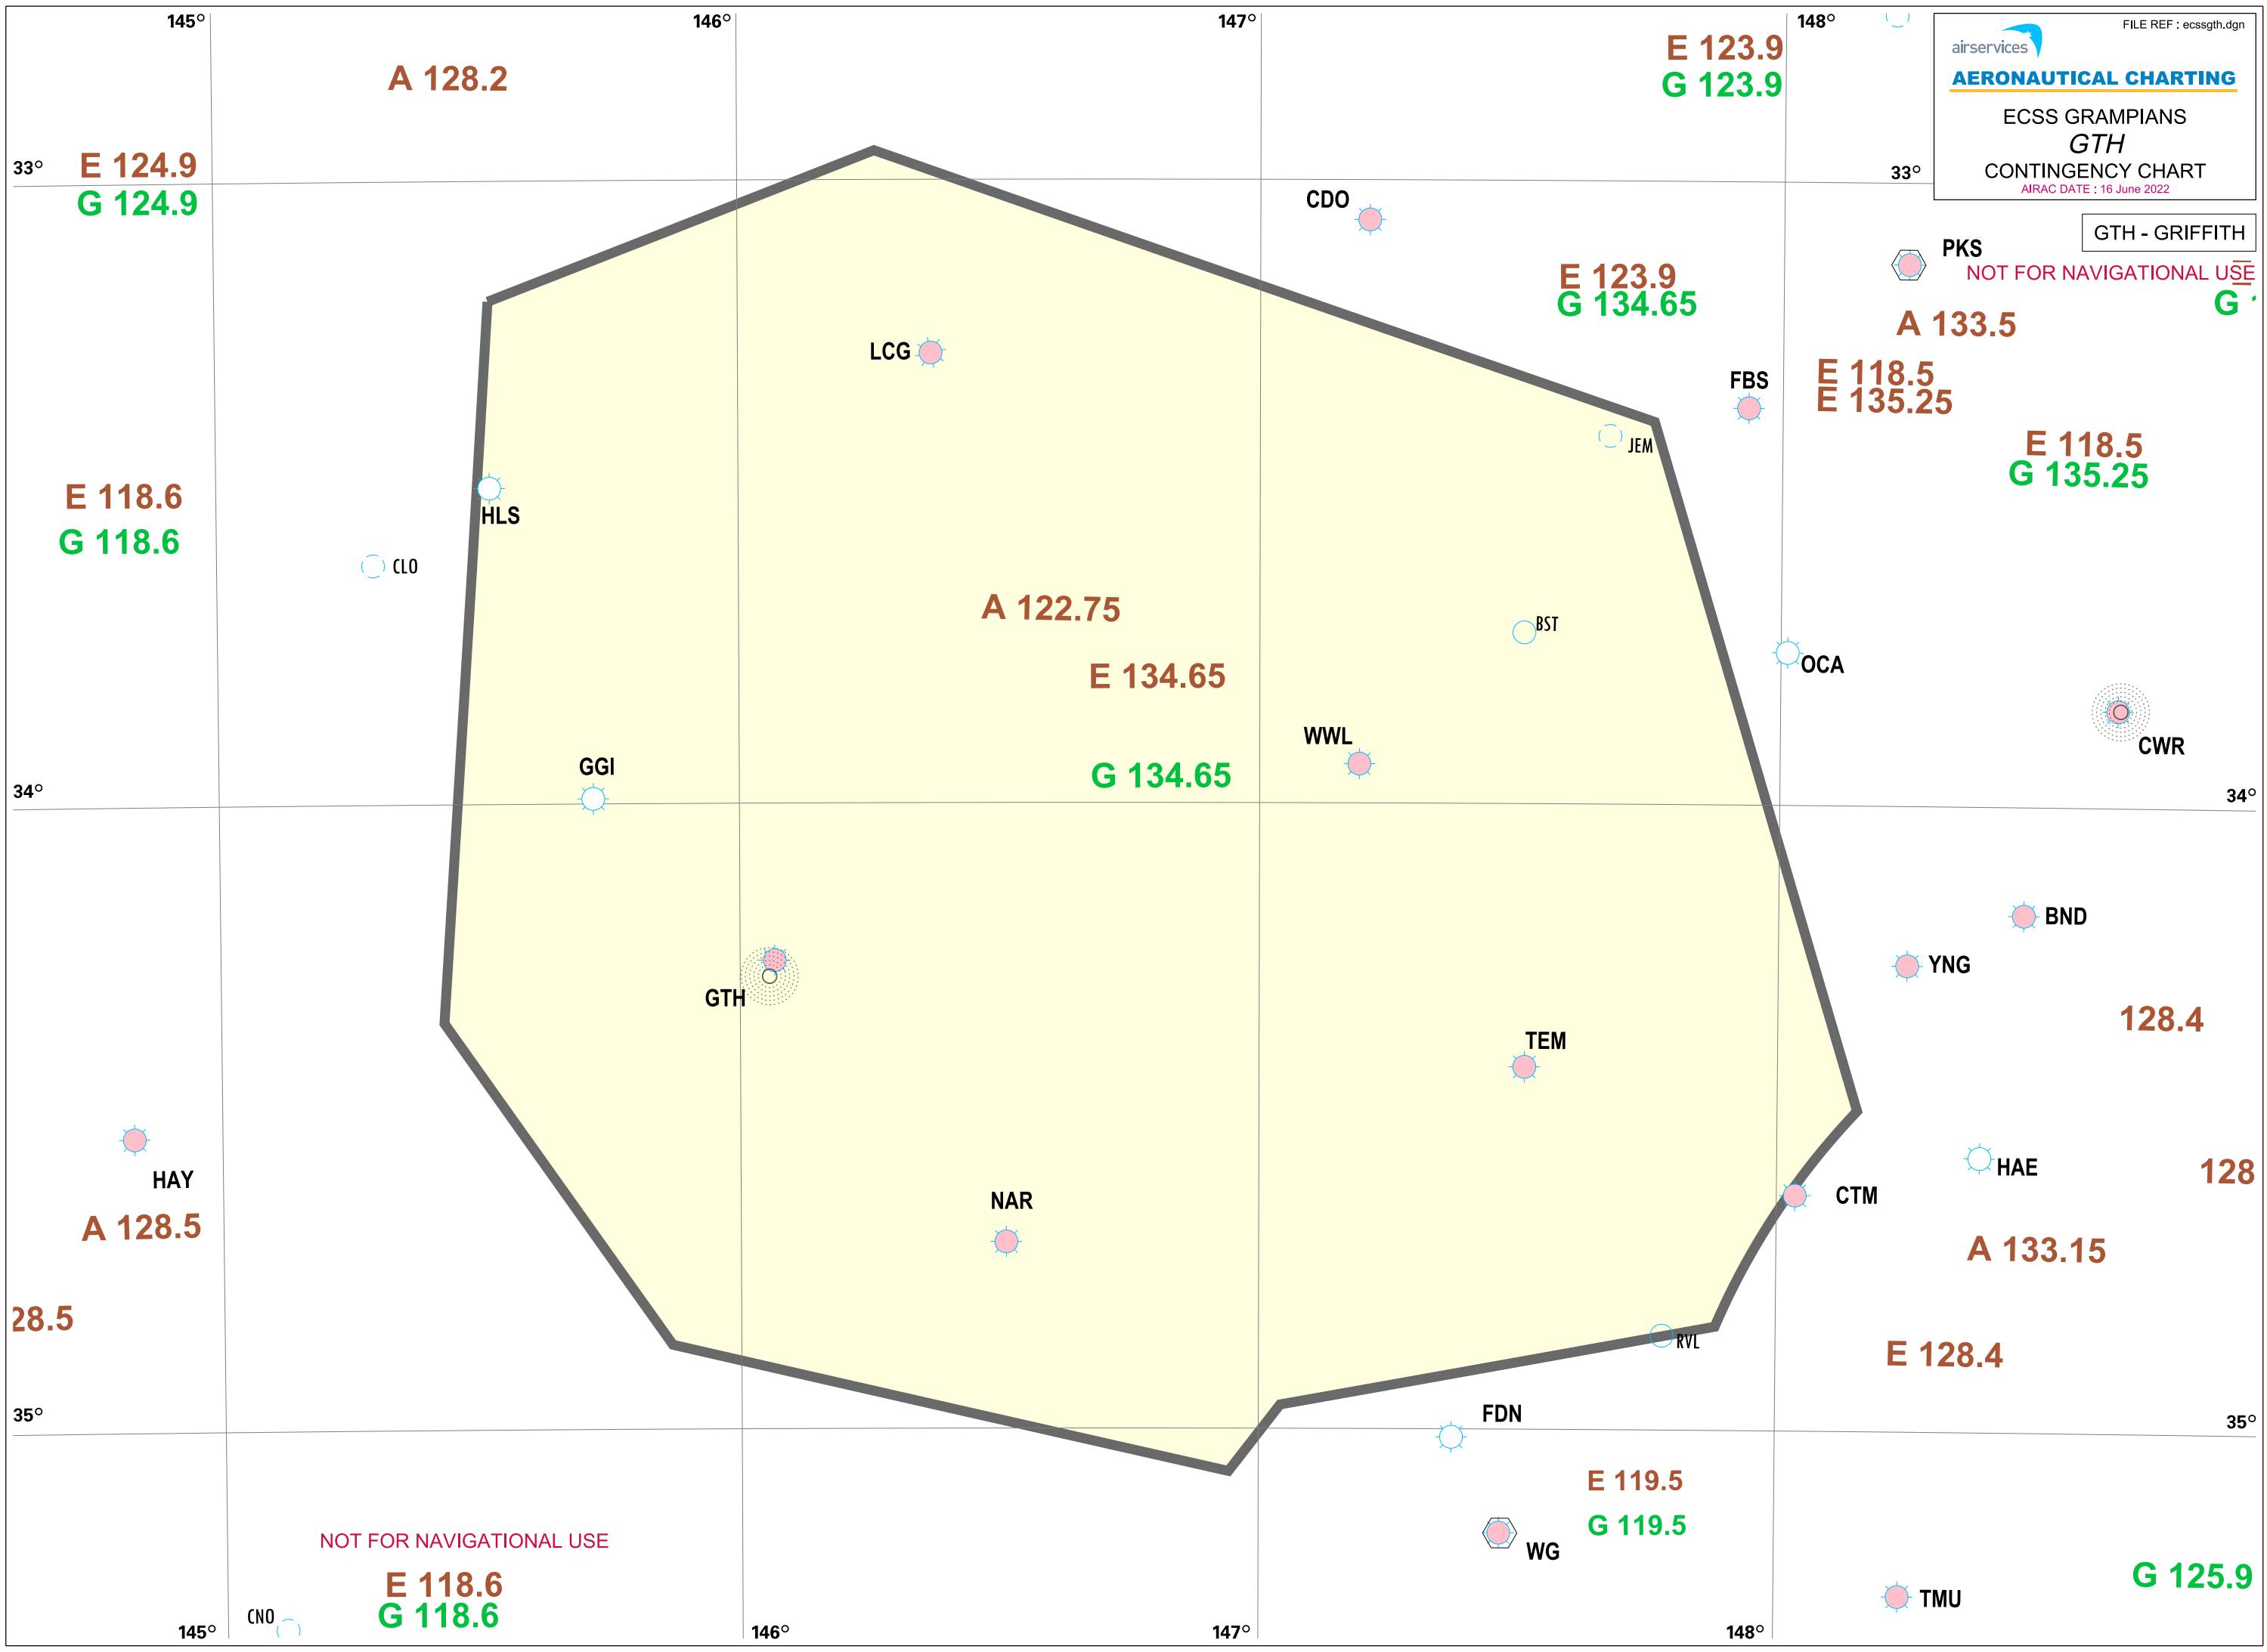 145°
146°
147°
148°
FILE REF : ecssgth.dgn
airservices
AERONAUTICAL CHARTING
ECSS GRAMPIANS
GTH
CONTINGENCY CHART
AIRAC DATE : 16 June 2022
GTH - GRIFFITH
NOT FOR NAVIGATIONAL USE
A 128.2
E 123.9
G 123.9
33°
E 124.9
G 124.9
33°
CDO
PKS
E 123.9
G 134.65
G
A 133.5
LCG
FBS
E 118.5
E 135.25
JEM
E 118.5
G 135.25
E 118.6
G 118.6
HLS
CLO
A 122.75
BST
E 134.65
OCA
WWL
CWR
GGI
G 134.65
34°
34°
BND
YNG
GTH
128.4
TEM
HAY
NAR
HAE
128
CTM
A 128.5
A 133.15
28.5
RVL
E 128.4
35°
FDN
35°
E 119.5
G 119.5
WG
NOT FOR NAVIGATIONAL USE
E 118.6
G 118.6
CNO
G 125.9
TMU
145°
146°
147°
148°